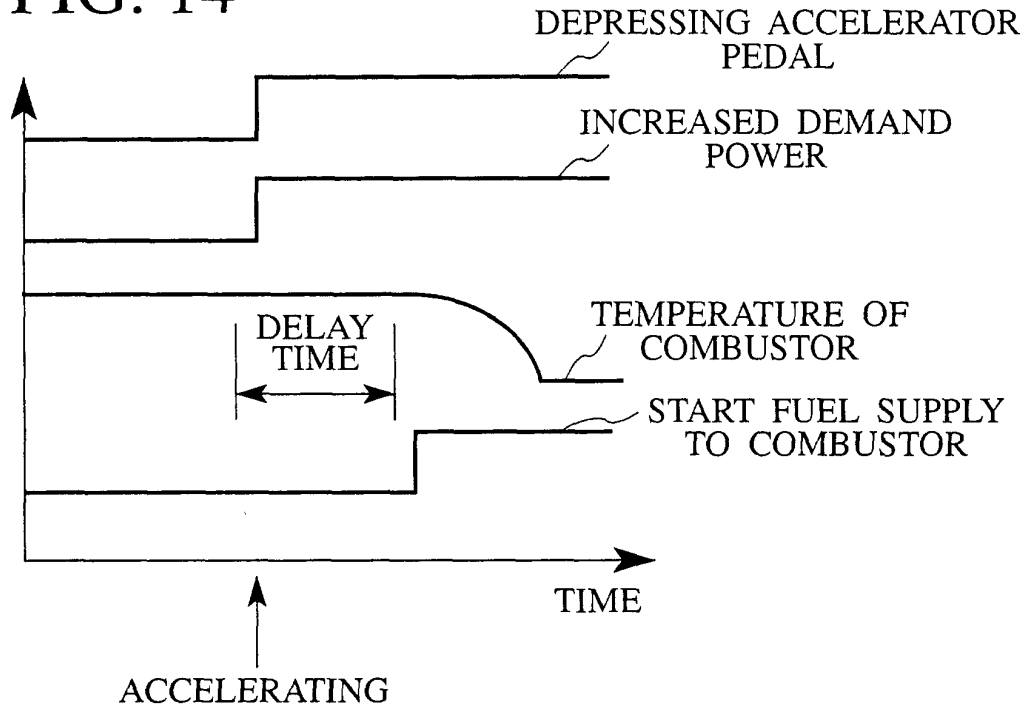 FIG. 14
DEPRESSING ACCELERATOR
PEDAL
INCREASED DEMAND
POWER
DELAY
TIME
TEMPERATURE OF
COMBUSTOR
START FUEL SUPPLY
TO COMBUSTOR
TIME
ACCELERATING